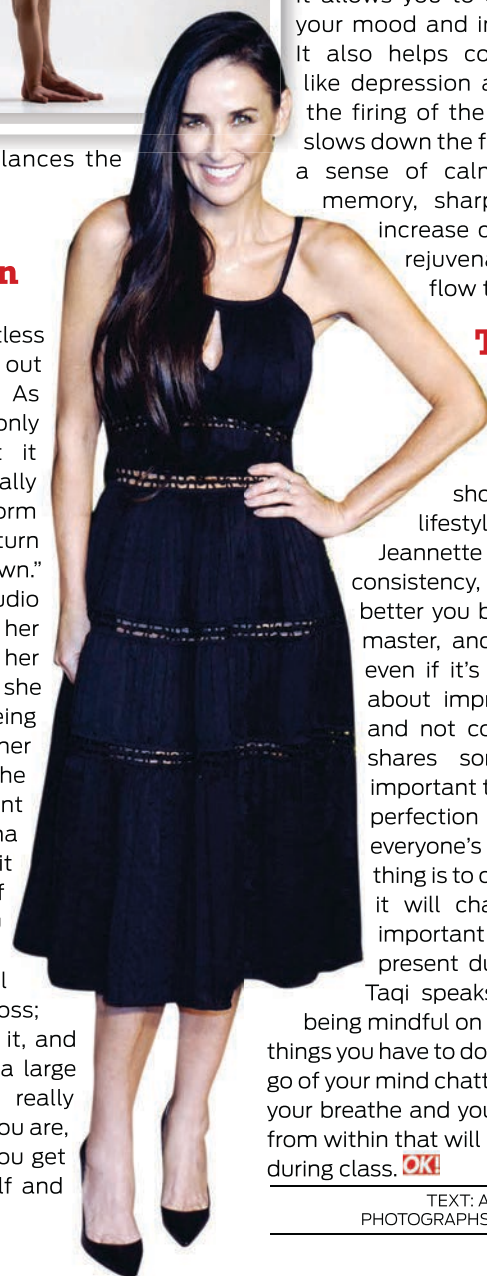 lances the
n
tless
out
As
only
it
ally
orm
turn
wn.”
udio
her
her
she
eing
her
he
nt
na
it
f
l
oss;
it, and
a large
really
ou are,
ou get
lf and
It allows you to
your mood and in
It also helps co
like depression a
the firing of the
slows down the f
a sense of caln
memory, sharp
increase o
rejuvena
flow t
T
sho
lifestyl
Jeannette
consistency,
better you b
master, and
even if it’s
about impr
and not co
shares son
important t
perfection
everyone’s
thing is to c
it will cha
important
present du
Taqi speaks
being mindful on
things you have to do
go of your mind chatt
your breathe and you
from within that will
during class. OK!
TEXT: A
PHOTOGRAPHS